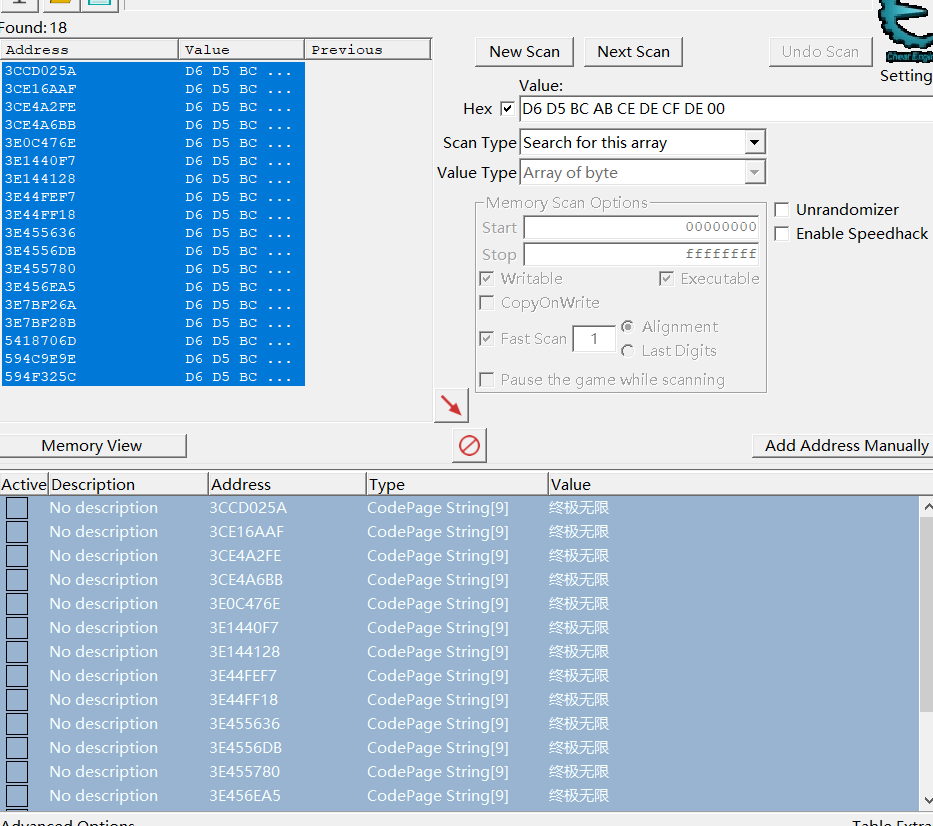 Found: 18
Address Value Previous
3CCD025A D6 D5 BC ...
3CE16AAF D6 D5 BC ...
3CE4A2FE D6 D5 BC ...
3CE4A6BB D6 D5 BC ...
3E0C476E D6 D5 BC ...
3E1440F7 D6 D5 BC ...
3E144128 D6 D5 BC ...
3E44FEF7 D6 D5 BC ...
3E44FF18 D6 D5 BC ...
3E455636 D6 D5 BC ...
3E4556DB D6 D5 BC ...
3E455780 D6 D5 BC ...
3E456EA5 D6 D5 BC ...
3E7BF26A D6 D5 BC ...
3E7BF28B D6 D5 BC ...
5418706D D6 D5 BC ...
594C9E9E D6 D5 BC ...
594F325C D6 D5 BC ...
New Scan Next Scan Undo Scan
Cheat Engin
Setting
Value:
Hex D6 D5 BC AB CE DE CF DE 00
Scan Type Search for this array
Value Type Array of byte
Memory Scan Options
Start 00000000
Stop ffffffff
Writable Executable
CopyOnWrite
Fast Scan 1 Alignment
Last Digits
Pause the game while scanning
Unrandomizer
Enable Speedhack
Memory View Add Address Manually
Active Description Address Type Value
No description 3CCD025A CodePage String[9] 终极无限
No description 3CE16AAF CodePage String[9] 终极无限
No description 3CE4A2FE CodePage String[9] 终极无限
No description 3CE4A6BB CodePage String[9] 终极无限
No description 3E0C476E CodePage String[9] 终极无限
No description 3E1440F7 CodePage String[9] 终极无限
No description 3E144128 CodePage String[9] 终极无限
No description 3E44FEF7 CodePage String[9] 终极无限
No description 3E44FF18 CodePage String[9] 终极无限
No description 3E455636 CodePage String[9] 终极无限
No description 3E4556DB CodePage String[9] 终极无限
No description 3E455780 CodePage String[9] 终极无限
No description 3E456EA5 CodePage String[9] 终极无限
Advanced Options Table Extra